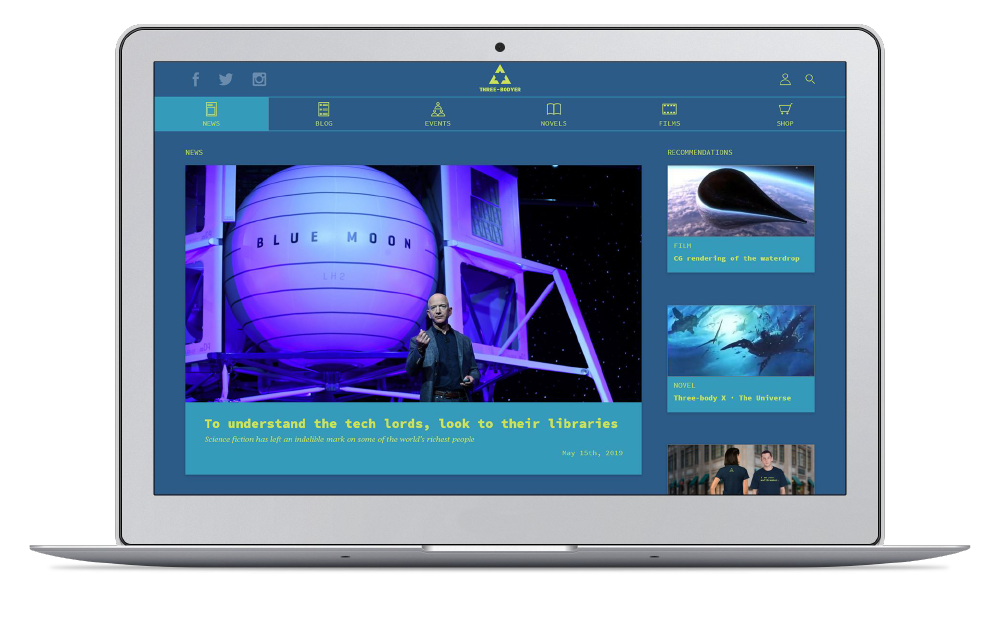 THREE-BODYER
NEWS
BLOG
EVENTS
NOVELS
FILMS
SHOP
NEWS
RECOMMENDATIONS
BLUE MOON
LH2
FILM
CG rendering of the waterdrop
NOVEL
Three-body X · The Universe
To understand the tech lords, look to their libraries
Science fiction has left an indelible mark on some of the world's richest people
May 15th, 2019